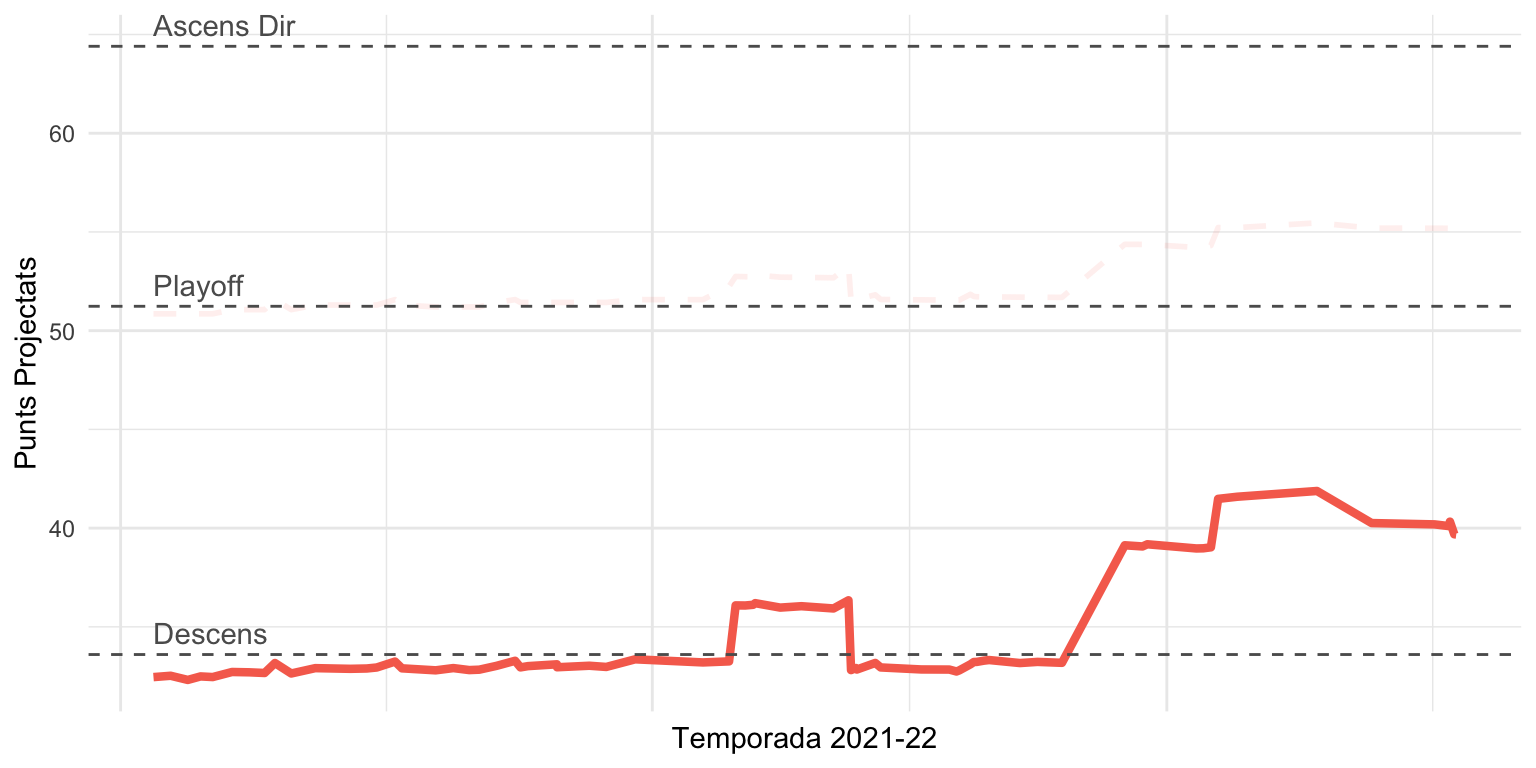 Ascens Dir
60
Playoff
50
40
Descens
Punts Projectats
Temporada 2021-22